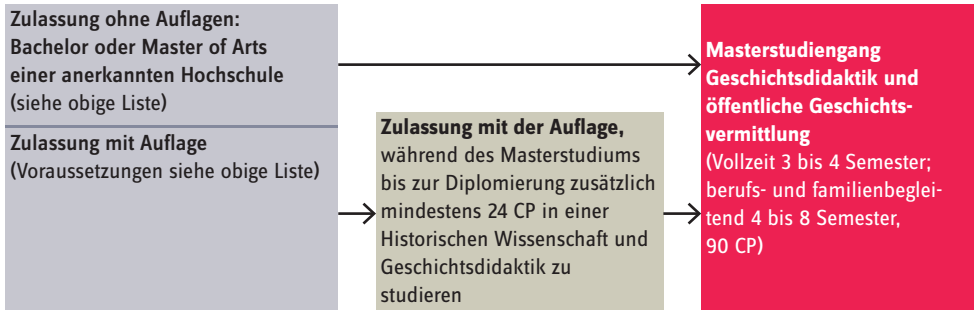 Zulassung ohne Auflagen:
Bachelor oder Master of Arts
einer anerkannten Hochschule
(siehe obige Liste)
Zulassung mit Auflage
(Voraussetzungen siehe obige Liste)
Zulassung mit der Auflage,
während des Masterstudiums
bis zur Diplomierung zusätzlich
mindestens 24 CP in einer
Historischen Wissenschaft und
Geschichtsdidaktik zu
studieren
Masterstudiengang
Geschichtsdidaktik und
öffentliche Geschichts-
vermittlung
(Vollzeit 3 bis 4 Semester;
berufs- und familienbeglei-
tend 4 bis 8 Semester,
90 CP)